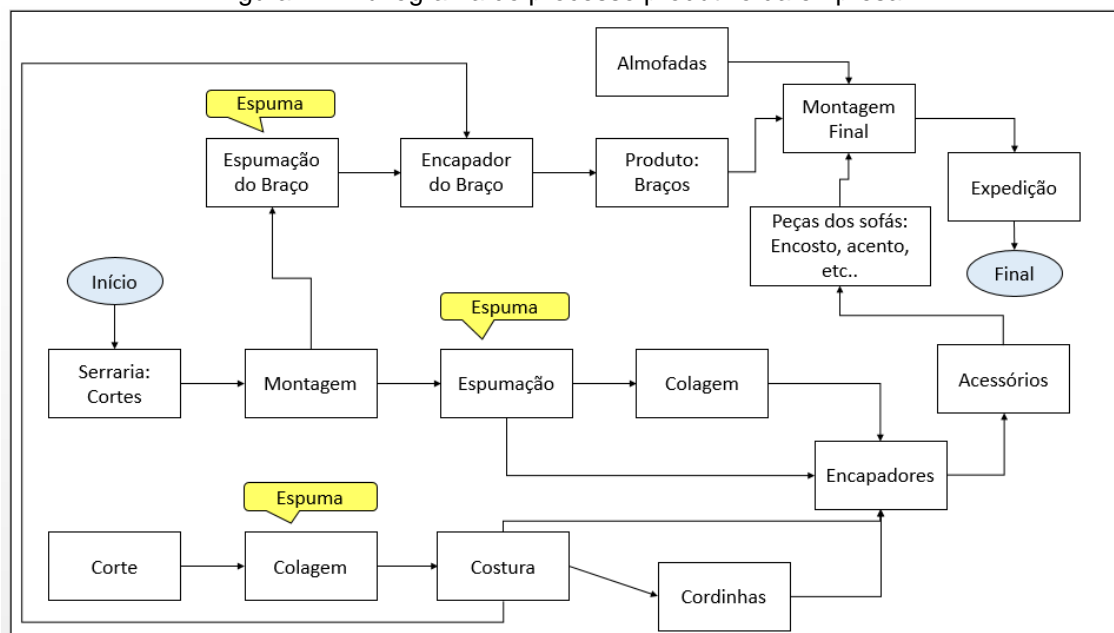 Almofadas
Espuma
Montagem
Final
Espumação
do Braço
Encapador
do Braço
Produto:
Braços
Expedição
Peças dos sofás:
Encosto, acento,
etc..
Início
Final
Espuma
Serraria:
Cortes
Montagem
Espumação
Colagem
Acessórios
Encapadores
Espuma
Corte
Colagem
Costura
Cordinhas